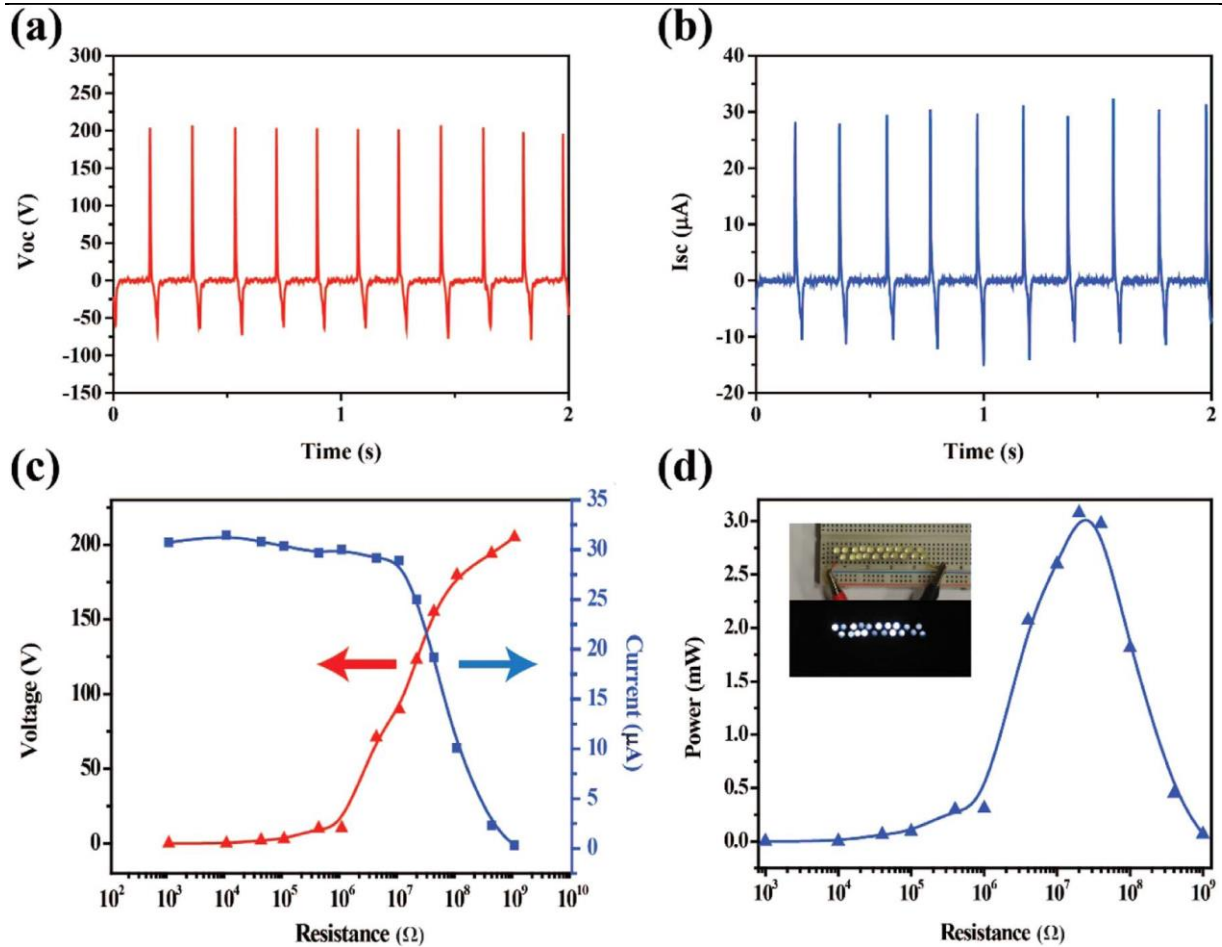 (a)
300
250
200
150
100
50
0
-50
-100
-150
Voc (V)
0
1
2
Time (s)
(b)
40
30
20
10
0
-10
-20
Isc (μA)
0
1
2
Time (s)
(c)
200
150
100
50
0
Voltage (V)
35
30
25
20
15
10
5
0
Current (μA)
10² 10³ 10⁴ 10⁵ 10⁶ 10⁷ 10⁸ 10⁹ 10¹⁰
Resistance (Ω)
(d)
3.0
2.5
2.0
1.5
1.0
0.5
0.0
Power (mW)
10³ 10⁴ 10⁵ 10⁶ 10⁷ 10⁸ 10⁹
Resistance (Ω)